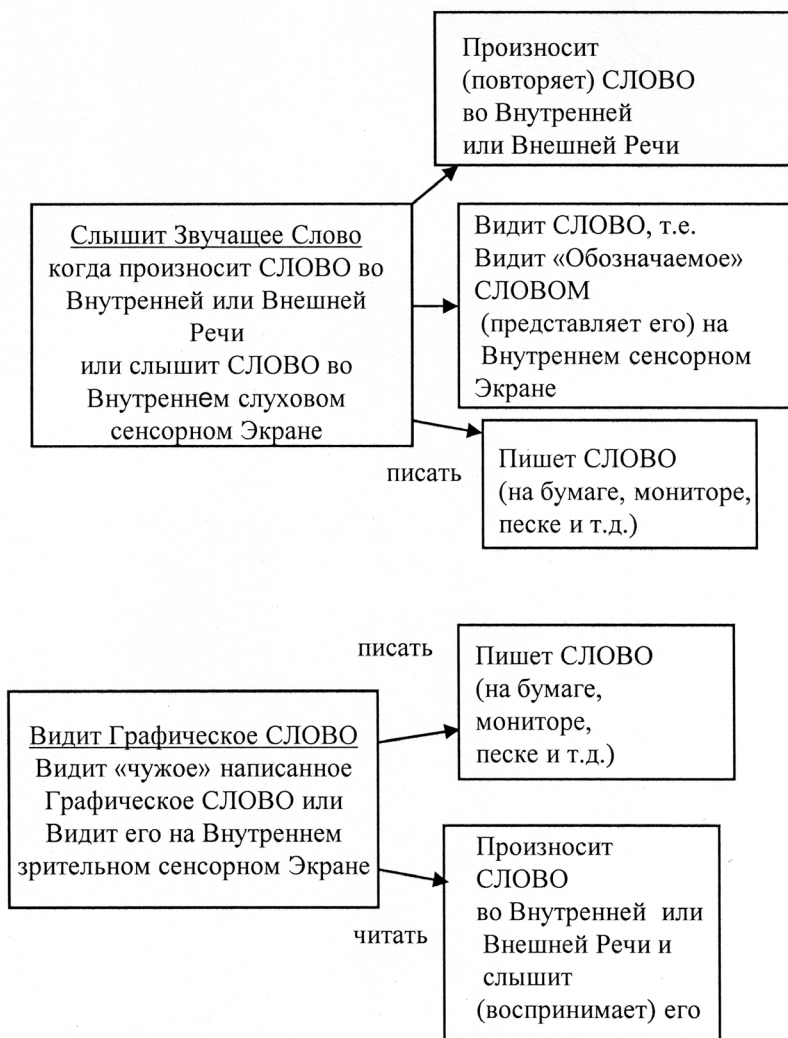 Произносит
(повторяет) СЛОВО
во Внутренней
или Внешней Речи
Слышит Звучащее Слово
когда произносит СЛОВО во
Внутренней или Внешней
Речи
или слышит СЛОВО во
Внутреннем слуховом
сенсорном Экране
Видит СЛОВО, т.е.
Видит «Обозначаемое»
СЛОВОМ
(представляет его) на
Внутреннем сенсорном
Экране
писать
Пишет СЛОВО
(на бумаге, мониторе,
песке и т.д.)
писать
Пишет СЛОВО
(на бумаге,
мониторе,
песке и т.д.)
Видит Графическое СЛОВО
Видит «чужое» написанное
Графическое СЛОВО или
Видит его на Внутреннем
зрительном сенсорном Экране
читать
Произносит
СЛОВО
во Внутренней или
Внешней Речи и
слышит
(воспринимает) его